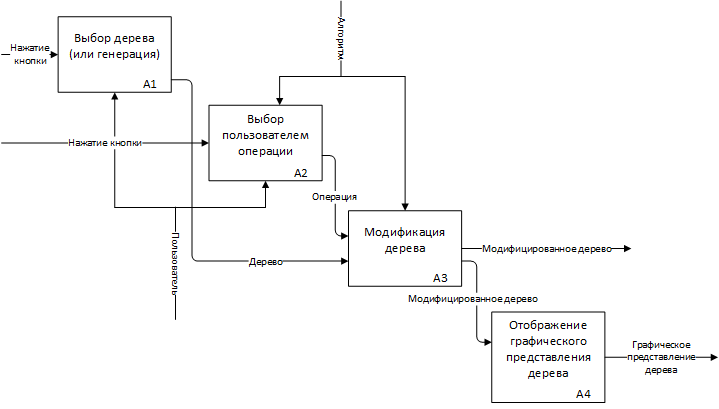 Алгоритм
Выбор дерева
(или генерация)
A1
Нажатие
кнопки
Выбор
пользователем
операции
A2
Нажатие кнопки
Операция
Пользователь
Модификация
дерева
A3
Дерево
Модифицированное дерево
Модифицированное дерево
Отображение
графического
представления
дерева
A4
Графическое
представление
дерева